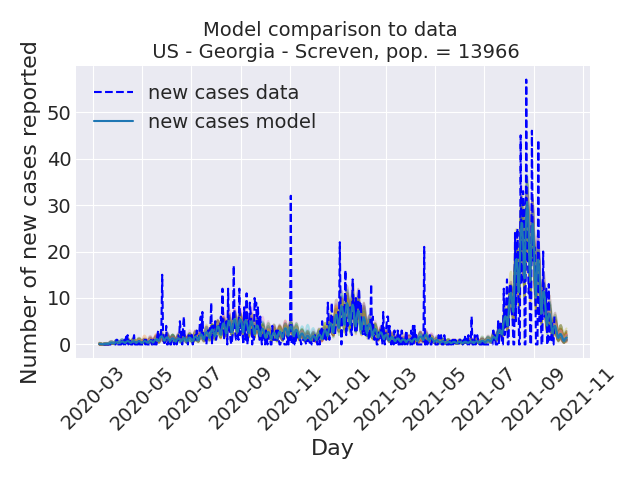 Model comparison to data
US - Georgia - Screven, pop. = 13966
Number of new cases reported
50
40
30
20
10
0
new cases data
new cases model
2020-03
2020-05
2020-07
2020-09
2020-11
2021-01
2021-03
2021-05
2021-07
2021-09
2021-11
Day